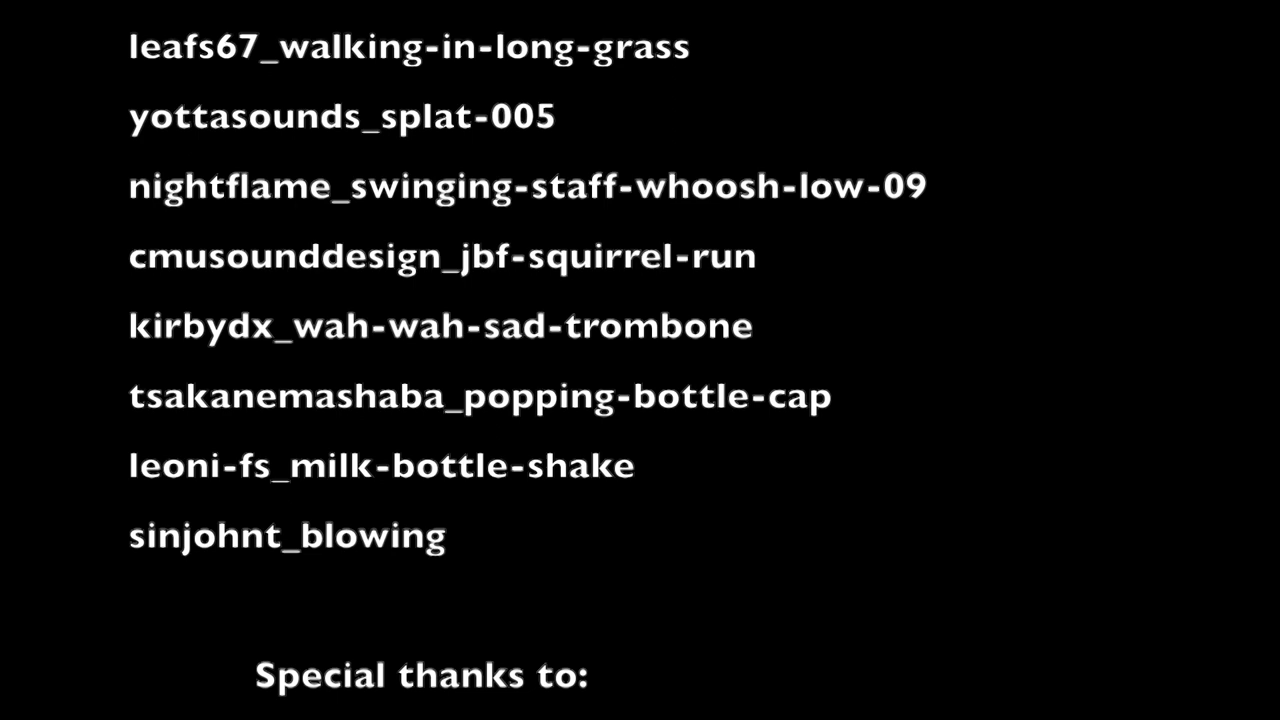 leafs67_walking-in-long-grass
yottasounds_splat-005
nightflame_swinging-staff-whoosh-low-09
cmusounddesign_jbf-squirrel-run
kirbydx_wah-wah-sad-trombone
tsakanemashaba_popping-bottle-cap
leoni-fs_milk-bottle-shake
sinjohnt_blowing
Special thanks to: